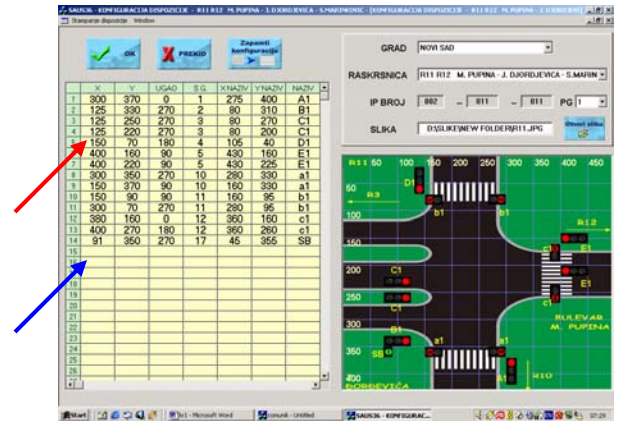 SAUS36 - KONFIGURACIJA DISPOZICIJE - R11 R12 M. PUPINA - J. DJORDJEVICA - S.MARINKOVIC - [KONFIGURACIJA DISPOZICIJE - R11 R12 M. PUPINA - J. DJORDJEVI
Stampanje dispozicije Window
OK
PREKID
Zapamti
konfiguraciju
GRAD NOVI SAD
RASKRSNICA R11 R12 M. PUPINA - J. DJORDJEVICA - S.MARIN
IP BROJ 002 - 011 - 011 PG 1
SLIKA D:\SLIKE\NEW FOLDER\R11.JPG
Otvori sliku
X Y UGAO S.G. XNAZIV YNAZIV NAZIV
1 300 370 0 1 275 400 A1
2 125 330 270 2 80 310 B1
3 125 250 270 3 80 270 C1
4 125 220 270 3 80 200 C1
5 150 70 180 4 105 40 D1
6 400 160 90 5 430 160 E1
7 400 220 90 5 430 225 E1
8 300 350 270 10 280 330 a1
9 150 370 90 10 160 330 a1
10 150 90 90 11 160 95 b1
11 300 70 270 11 280 95 b1
12 380 160 0 12 360 160 c1
13 400 270 180 12 360 260 c1
14 91 350 270 17 45 355 SB
15
16
18
19
20
21
22
23
24
25
26
R11 50 100 150 200 250 300 350 400 450
50
R3
D1
b1
b1
100
R12
150
c1
E1
200
C1
E1
250
C1
c1
BULEVAR
M. PUPINA
300
B1
a1
a1
350
SB
400
A1
R10
ĐORĐEVIĆA
Start
kr1 - Microsoft Word
comunik - Untitled
SAUS36 - KONFIGURAC...
07:29